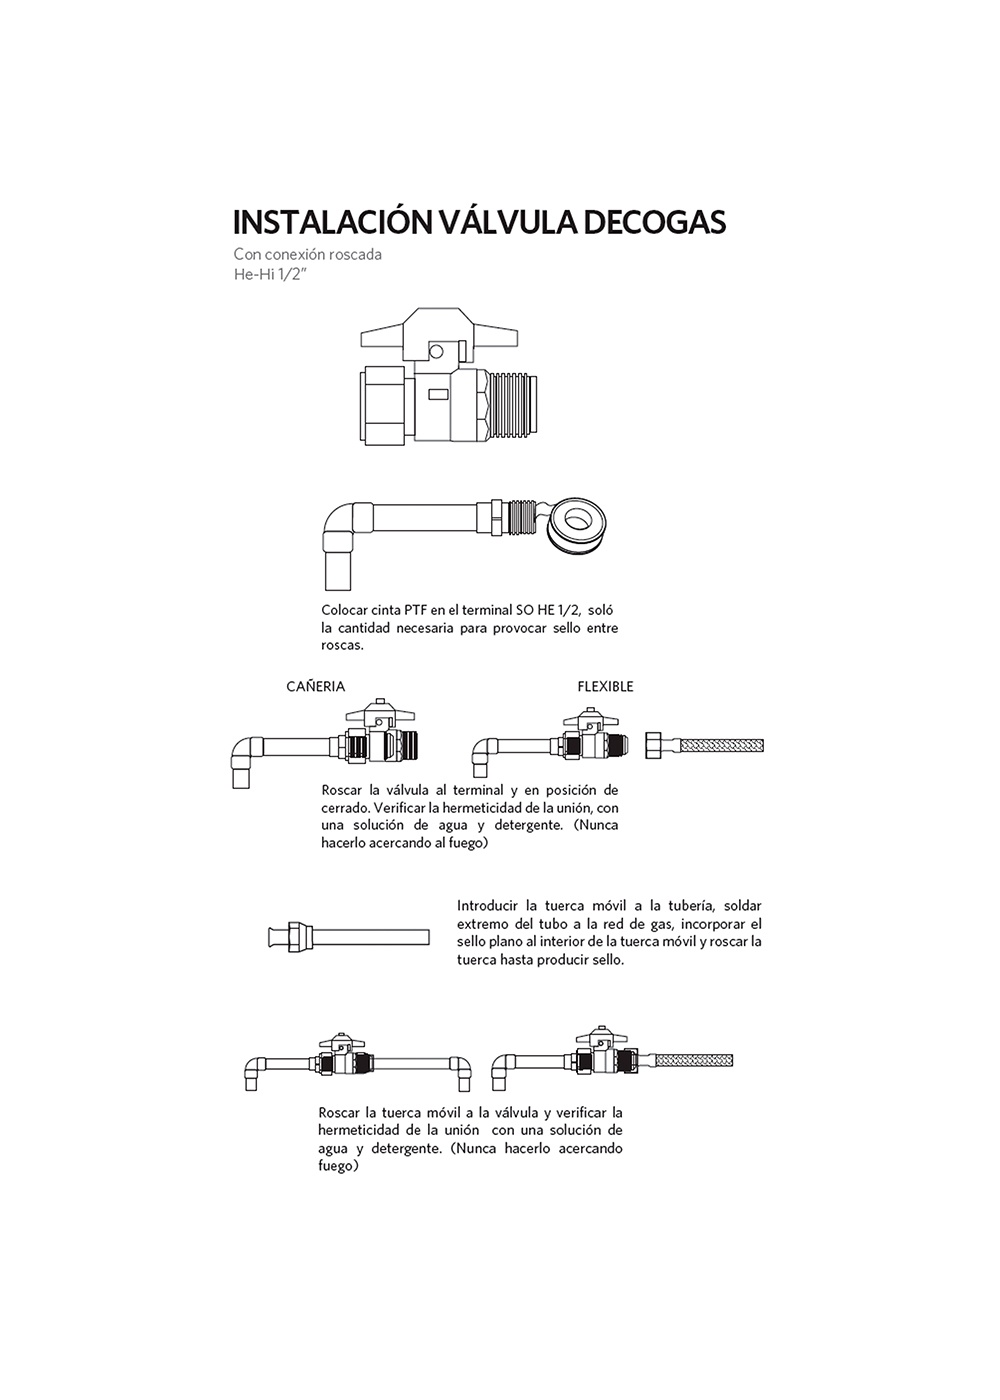 INSTALACIÓN VÁLVULA DECOGAS
Con conexión roscada
He-Hi 1/2”
Colocar cinta PTF en el terminal SO HE 1/2, soló
la cantidad necesaria para provocar sello entre
roscas.
CAÑERIA
FLEXIBLE
Roscar la válvula al terminal y en posición de
cerrado. Verificar la hermeticidad de la unión, con
una solución de agua y detergente. (Nunca
hacerlo acercando al fuego)
Introducir la tuerca móvil a la tubería, soldar
extremo del tubo a la red de gas, incorporar el
sello plano al interior de la tuerca móvil y roscar la
tuerca hasta producir sello.
Roscar la tuerca móvil a la válvula y verificar la
hermeticidad de la unión con una solución de
agua y detergente. (Nunca hacerlo acercando
fuego)